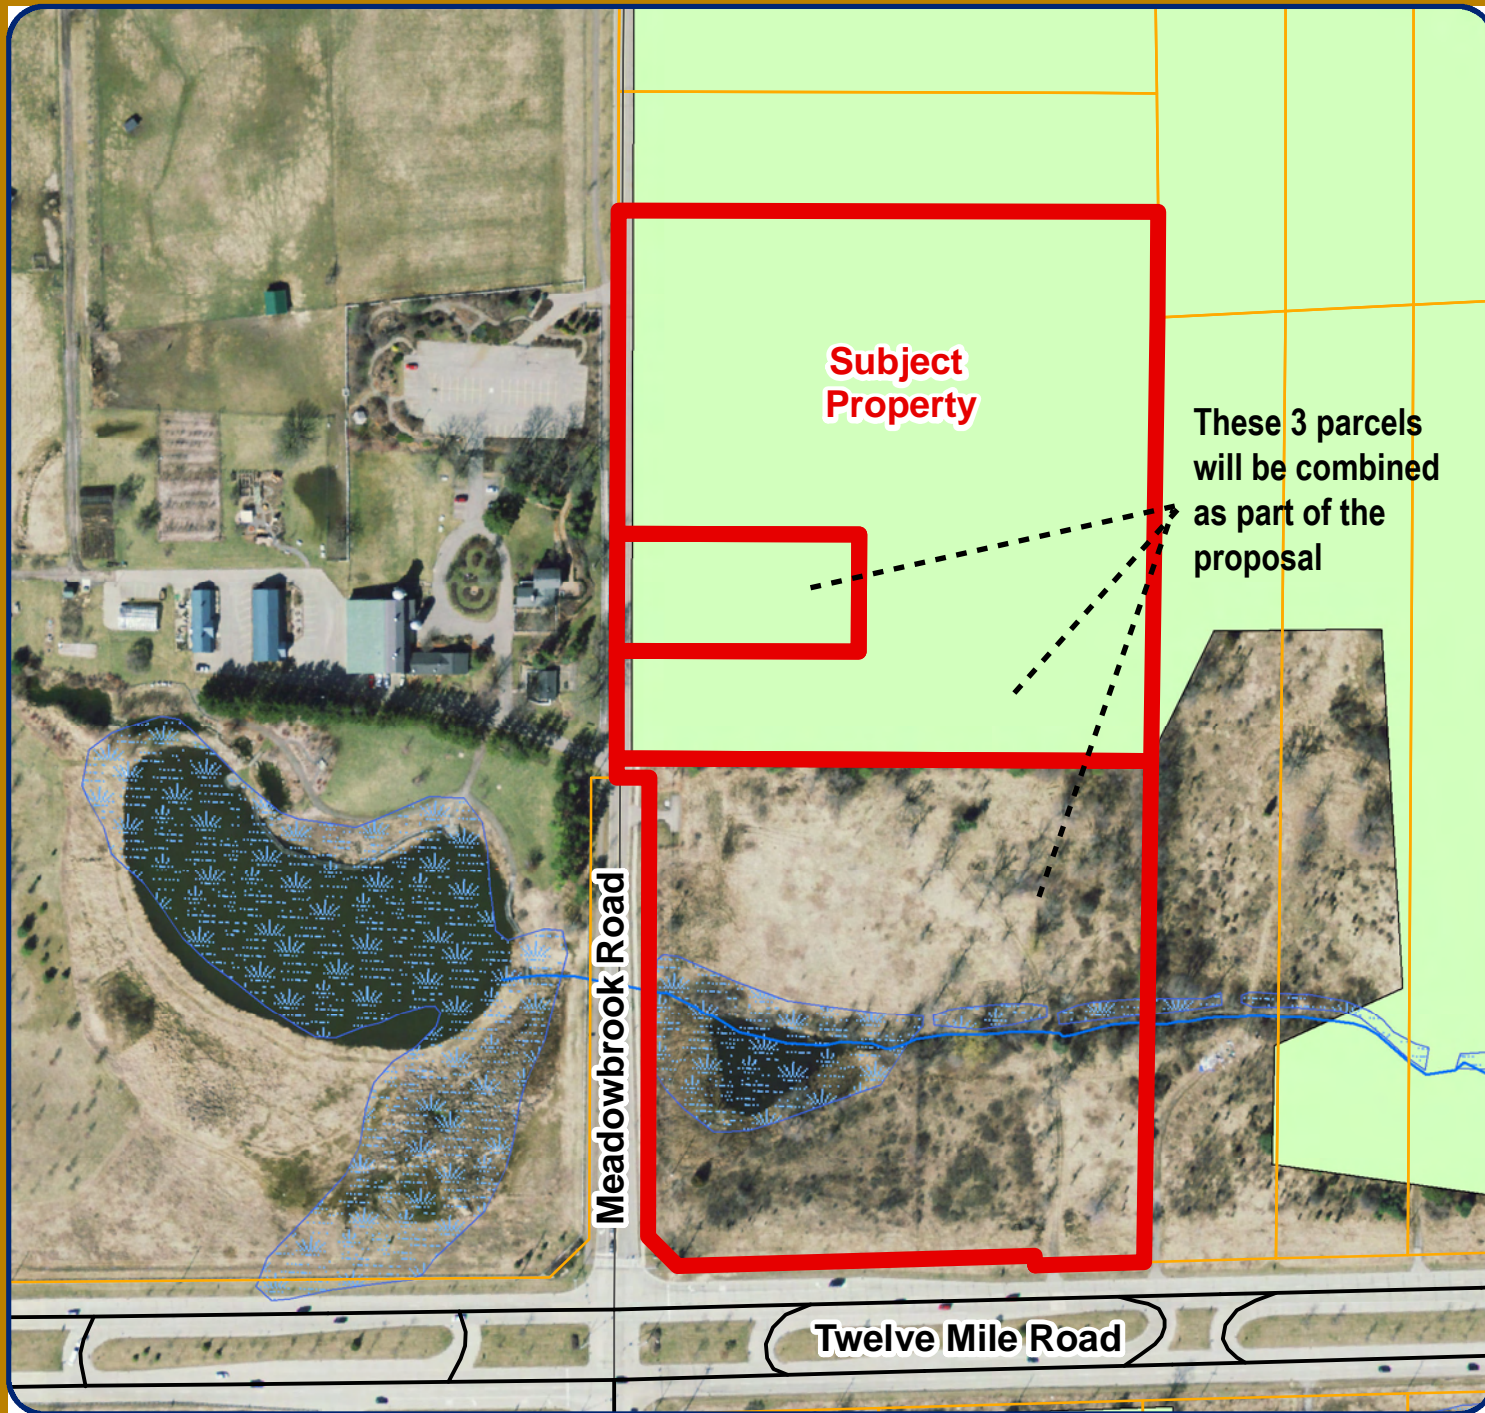 Subject
Property
These 3 parcels
will be combined
as part of the
proposal
Meadowbrook Road
Twelve Mile Road